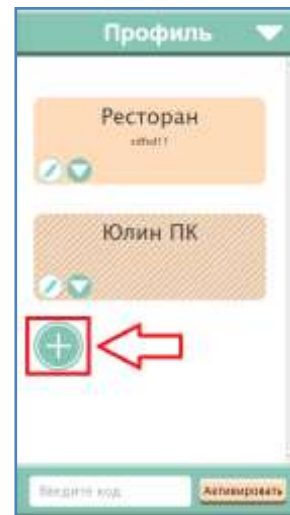 Профиль
Ресторан
Юлин ПК
Введите код
Активировать